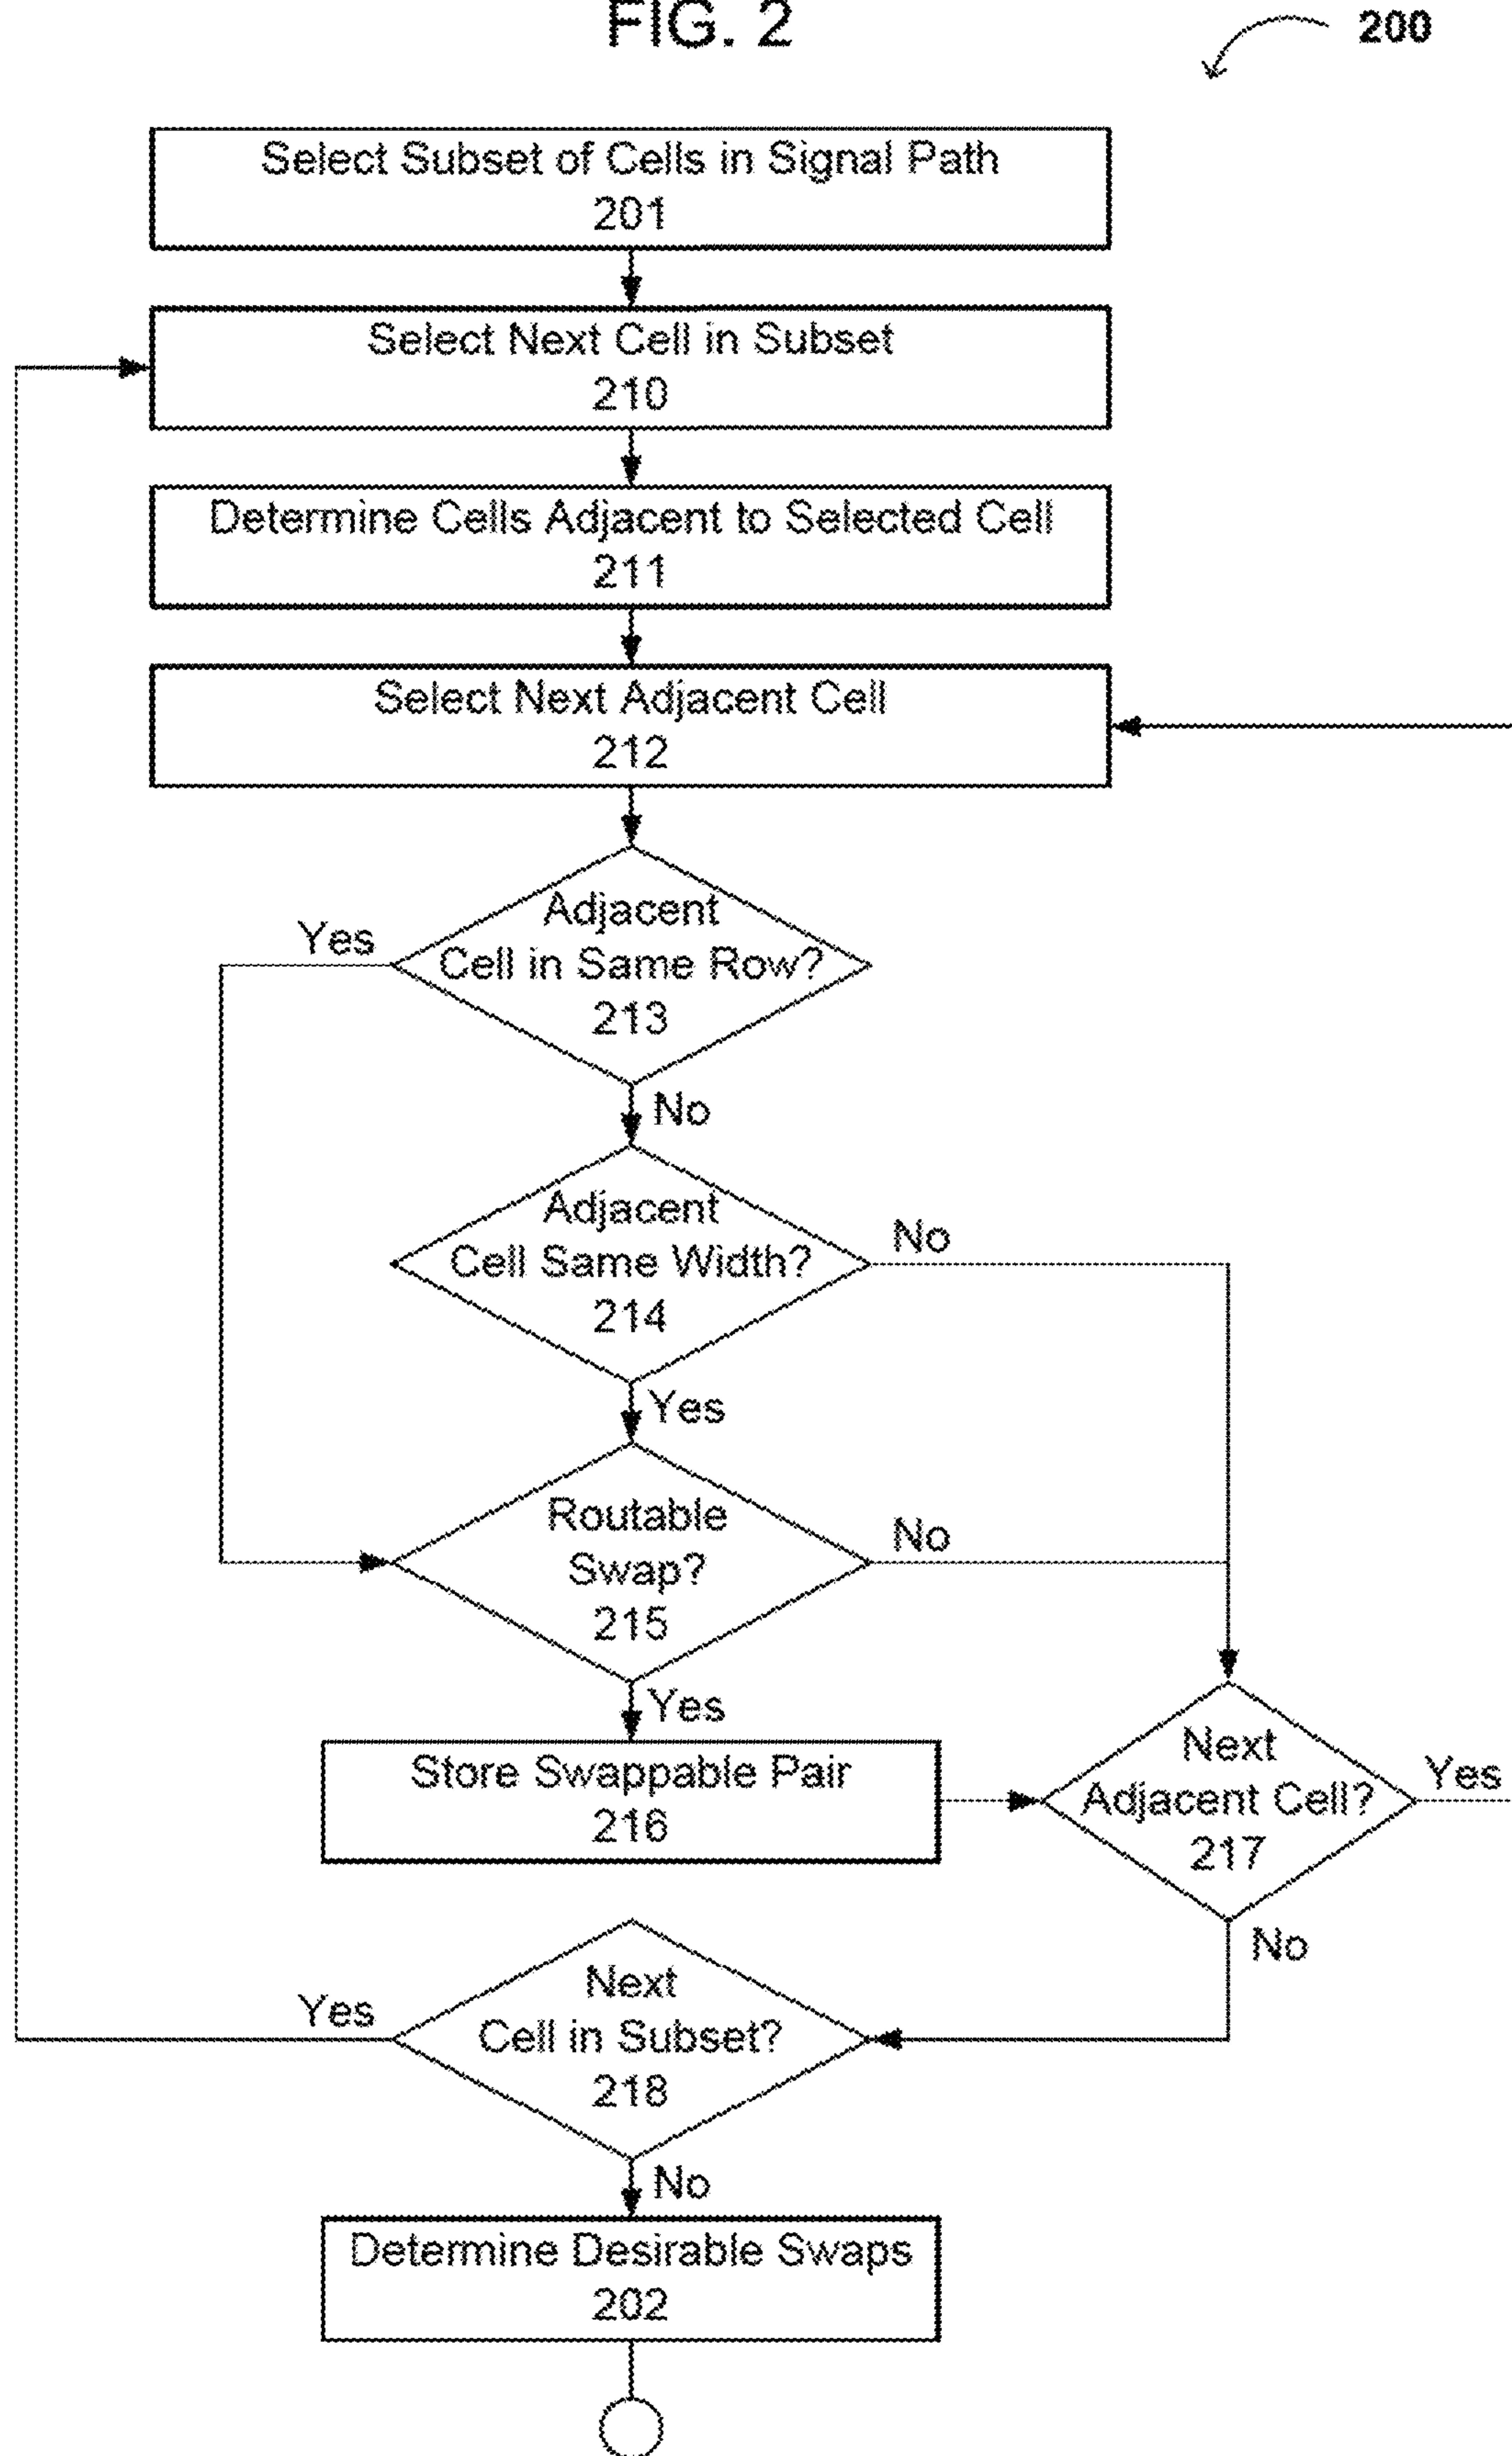 FIG. 2
200
Select Subset of Cells in Signal Path
201
Select Next Cell in Subset
210
Determine Cells Adjacent to Selected Cell
211
Select Next Adjacent Cell
212
Adjacent
Cell in Same Row?
213
Yes
No
Adjacent
Cell Same Width?
214
No
Yes
Routable
Swap?
215
No
Yes
Store Swappable Pair
216
Next
Adjacent Cell?
217
Yes
No
Next
Cell in Subset?
218
Yes
No
Determine Desirable Swaps
202